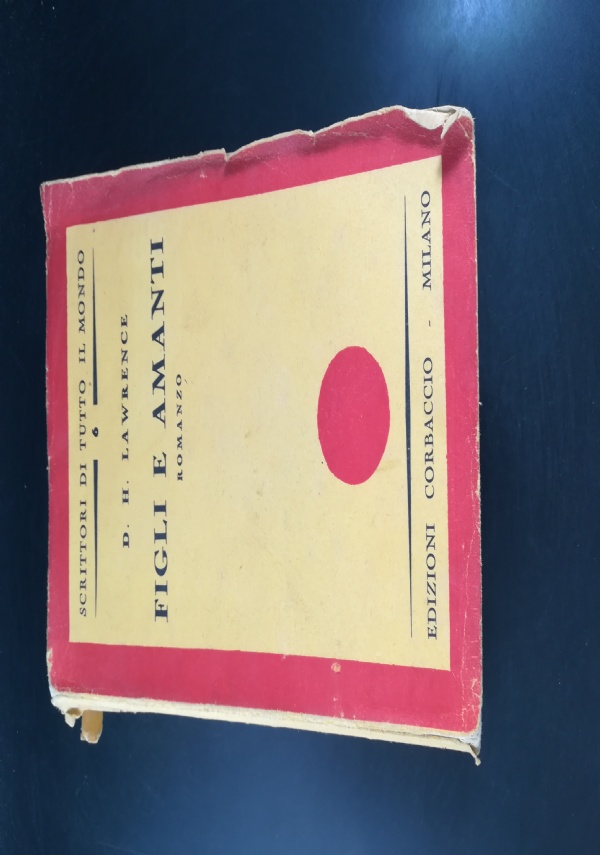 SCRITTORI DI TUTTO IL MONDO
6
D. H. LAWRENCE
FIGLI E AMANTI
ROMANZO
EDIZIONI CORBACCIO - MILANO